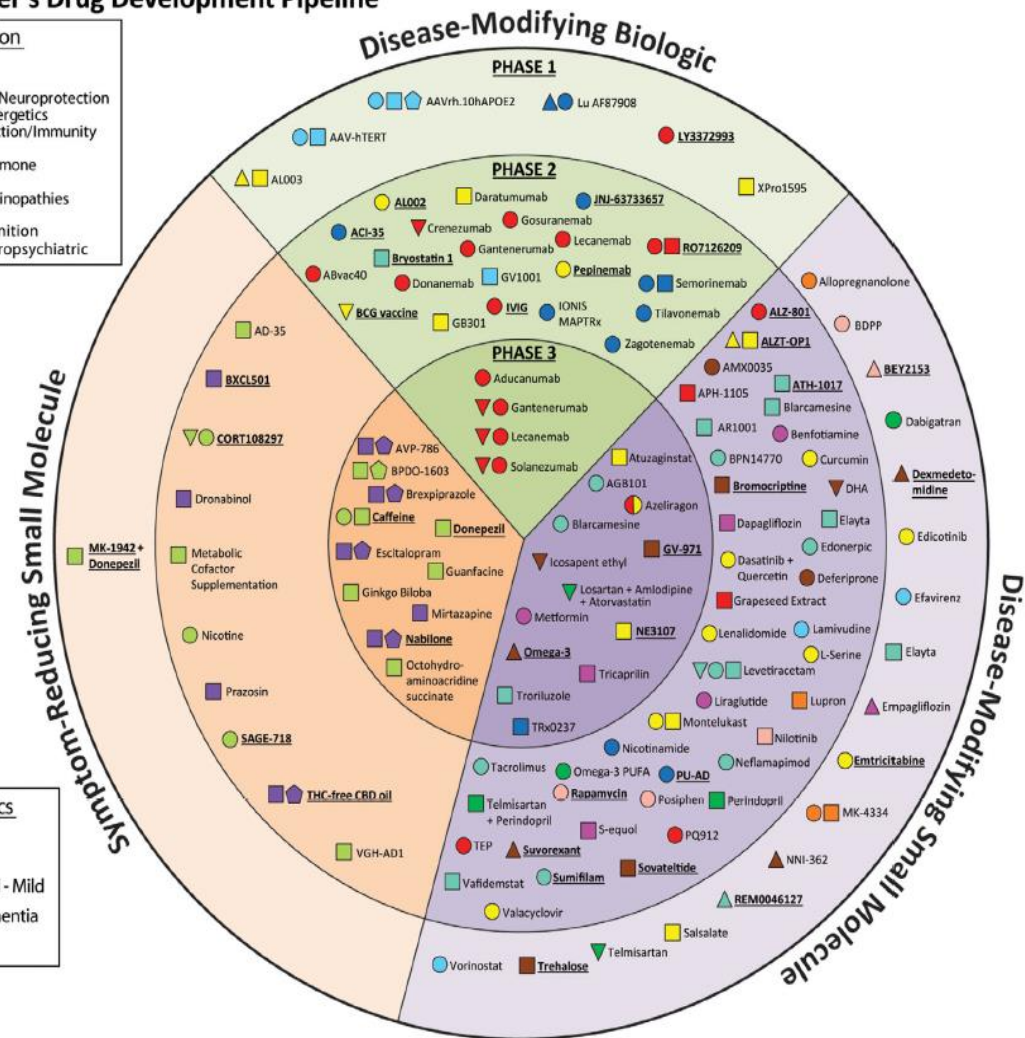 er's Drug Development Pipeline
on
Neuroprotection
ergetics
ction/Immunity
mone
inopathies
nition
ropsychiatric
cs
l - Mild
entia
Disease-Modifying Biologic
PHASE 1
AAVrh.10hAPOE2
Lu AF87908
AAV-hTERT
LY3372993
AL003
XPro1595
PHASE 2
AL002
Daratumumab
JNJ-63733657
ACI-35
Crenezumab
Gosuranemab
Bryostatin 1
Gantenerumab
Lecanemab
RO7126209
ABvac40
Donanemab
GV1001
Pepinemab
Semorinemab
BCG vaccine
GB301
IVIG
IONIS
MAPTRx
Tilavonemab
Zagotenemab
PHASE 3
Aducanumab
Gantenerumab
Lecanemab
Solanezumab
Symptom-Reducing Small Molecule
AD-35
BXCL501
CORT108297
Dronabinol
MK-1942 +
Donepezil
Metabolic
Cofactor
Supplementation
Nicotine
Prazosin
SAGE-718
THC-free CBD oil
VGH-AD1
AVP-786
BPDO-1603
Brexpiprazole
Caffeine
Donepezil
Escitalopram
Guanfacine
Ginkgo Biloba
Mirtazapine
Nabilone
Octohydro-
aminoacridine
succinate
Disease-Modifying Small Molecule
Atuzaginstat
AGB101
Azeliragon
Blarcamesine
GV-971
Icosapent ethyl
Losartan + Amlodipine
+ Atorvastatin
Metformin
NE3107
Omega-3
Tricaprilin
Troriluzole
TRx0237
ALZ-801
ALZT-OP1
AMX0035
APH-1105
ATH-1017
Blarcamesine
AR1001
Benfotiamine
BPN14770
Curcumin
Bromocriptine
DHA
Dapagliflozin
Elayta
Edonerpic
Dasatinib +
Quercetin
Deferiprone
Grapeseed Extract
Lenalidomide
Lamivudine
L-Serine
Levetiracetam
Liraglutide
Lupron
Montelukast
Nilotinib
Nicotinamide
Neflamapimod
Tacrolimus
Omega-3 PUFA
PU-AD
Rapamycin
Posiphen
Perindopril
Telmisartan
+ Perindopril
S-equol
PQ912
TEP
Suvorexant
Sovateltide
Vafidemstat
Sumifilam
Valacyclovir
Allopregnanolone
BDPP
BEY2153
Dabigatran
Dexmedeto-
midine
Edicotinib
Efavirenz
Elayta
Empagliflozin
Emtricitabine
MK-4334
NNI-362
REM0046127
Salsalate
Telmisartan
Trehalose
Vorinostat